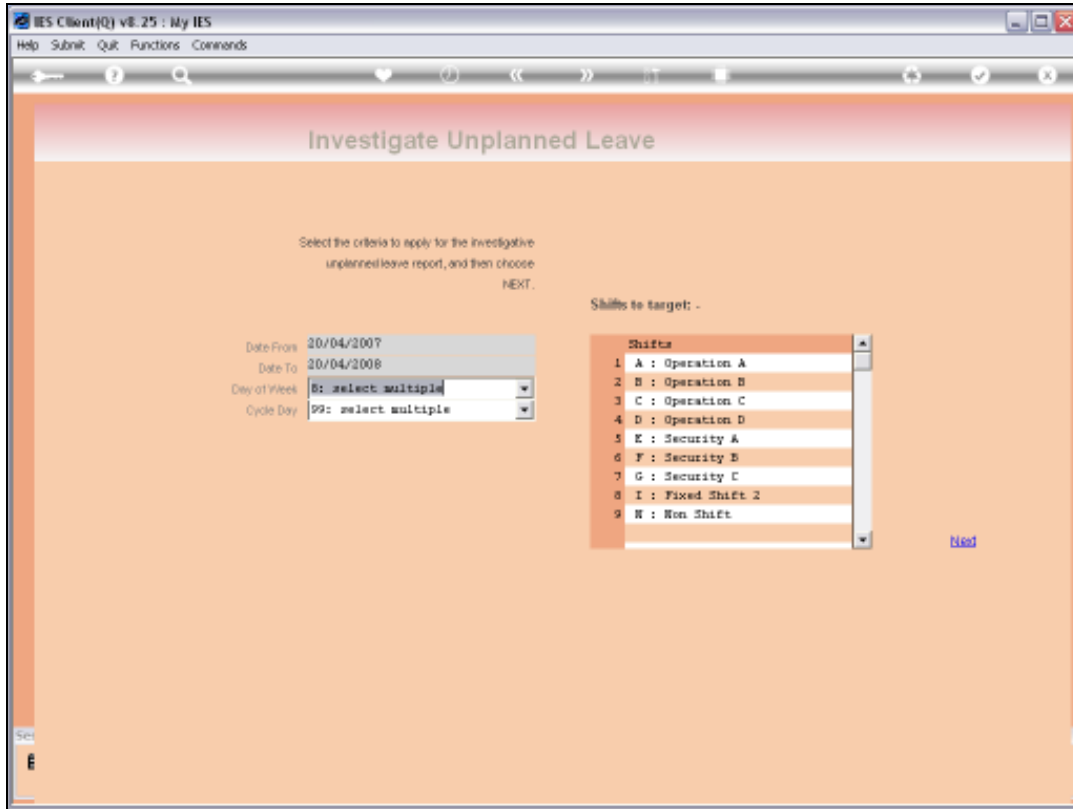 IES Client(Q) v8.25 : My IES
Help Submit Quit Functions Commands
Investigate Unplanned Leave
Select the criteria to apply for the investigative
unplanned leave report, and then choose
NEXT.
Shifts to target: -
Date From 20/04/2007
Date To 20/04/2008
Day of Week 8: select multiple
Cycle Day 99: select multiple
Shifts
1 A : Operation A
2 B : Operation B
3 C : Operation C
4 D : Operation D
5 E : Security A
6 F : Security B
7 G : Security C
8 I : Fixed Shift 2
9 N : Non Shift
Next